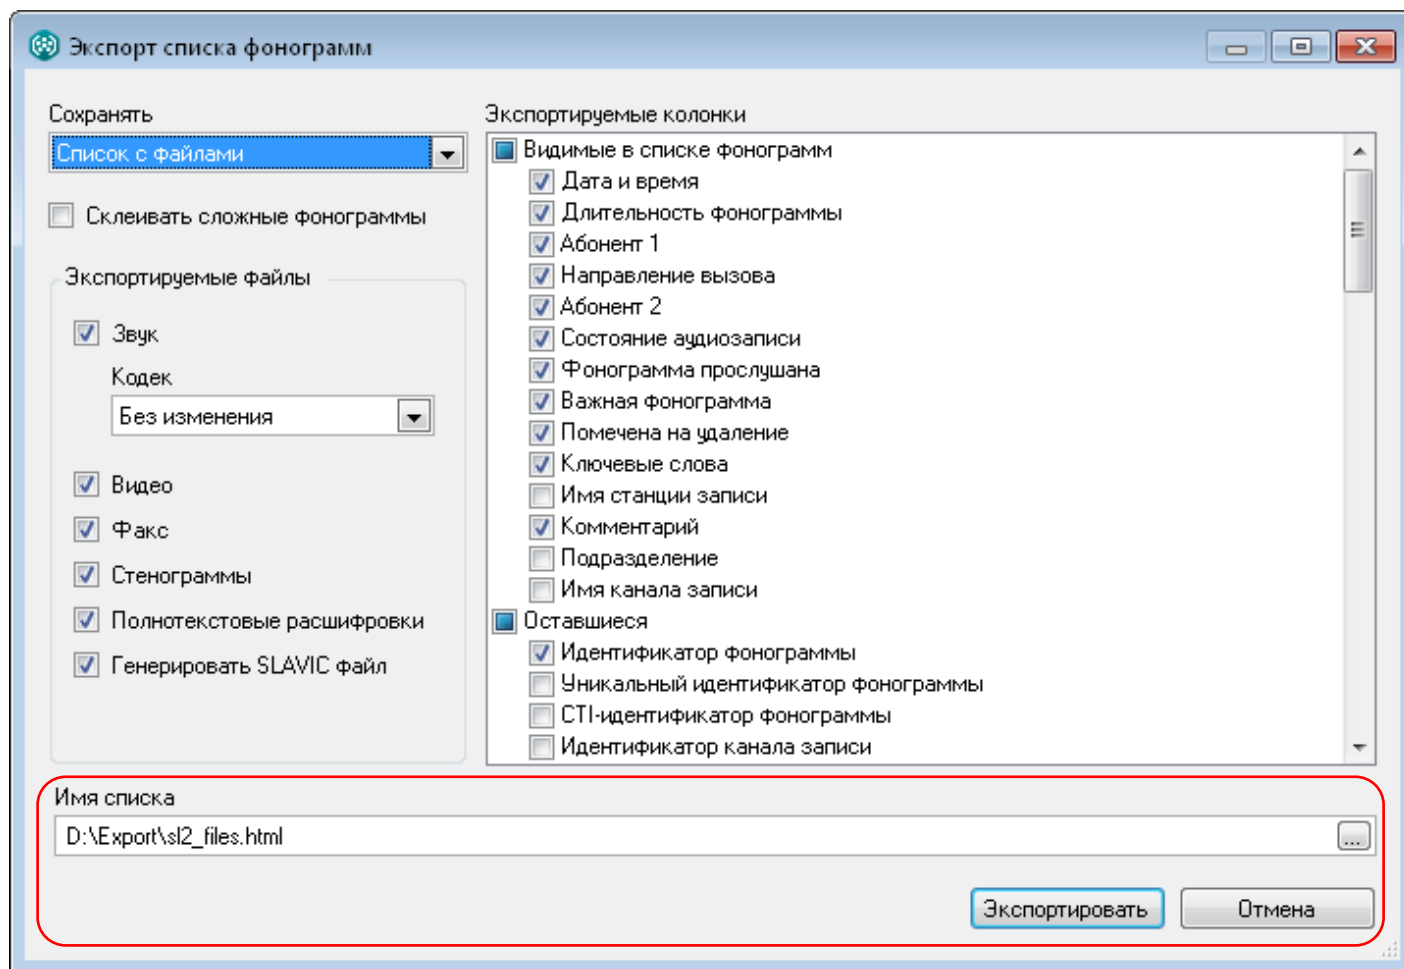 Экспорт списка фонограмм
Сохранять
Список с файлами
Склеивать сложные фонограммы
Экспортируемые файлы
Звук
Кодек
Без изменения
Видео
Факс
Стенограммы
Полнотекстовые расшифровки
Генерировать SLAVIC файл
Экспортируемые колонки
Видимые в списке фонограмм
Дата и время
Длительность фонограммы
Абонент 1
Направление вызова
Абонент 2
Состояние аудиозаписи
Фонограмма прослушана
Важная фонограмма
Помечена на удаление
Ключевые слова
Имя станции записи
Комментарий
Подразделение
Имя канала записи
Оставшиеся
Идентификатор фонограммы
Уникальный идентификатор фонограммы
CTI-идентификатор фонограммы
Идентификатор канала записи
Имя списка
D:\Export\sl2_files.html
...
Экспортировать
Отмена